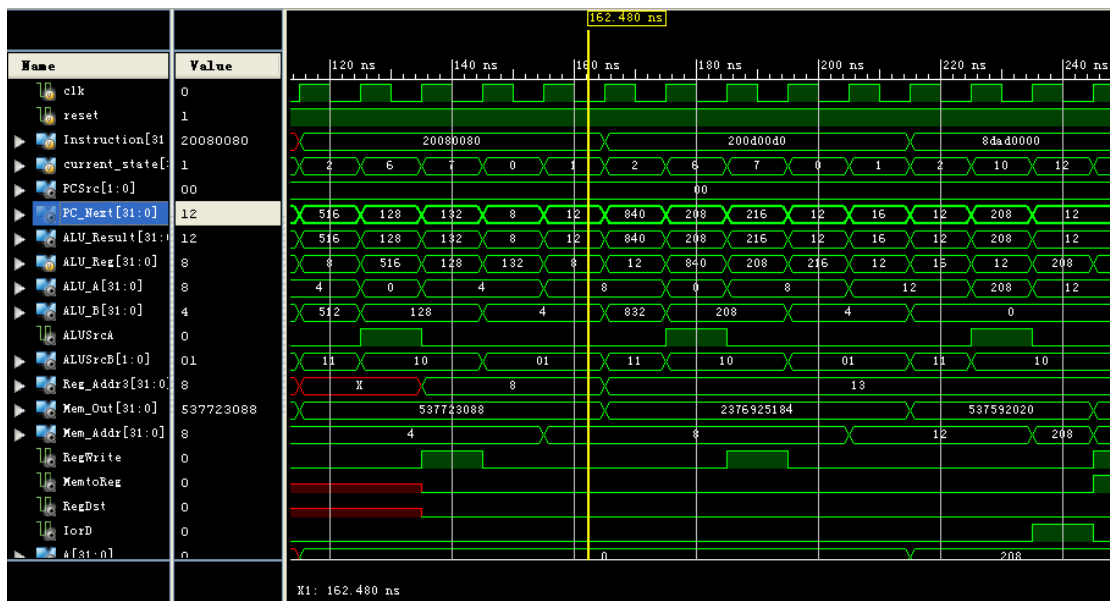 162.480 ns
Name Value 120 ns 140 ns 160 ns 180 ns 200 ns 220 ns 240 ns
clk 0
reset 1
Instruction[31 20080080 20080080 200d00d0 8dad0000
current_state[ 1 2 6 7 0 1 2 6 7 0 1 2 10 12
PCSrc[1:0] 00 00
PC_Next[31:0] 12 516 128 132 8 12 840 208 216 12 16 12 208 12
ALU_Result[31: 12 516 128 132 8 12 840 208 216 12 16 12 208 12
ALU_Reg[31:0] 8 8 516 128 132 8 12 840 208 216 12 16 12 208
ALU_A[31:0] 8 4 0 4 8 0 8 12 208 12
ALU_B[31:0] 4 512 128 4 832 208 4 0
ALUSrcA 0
ALUSrcB[1:0] 01 11 10 01 11 10 01 11 10
Reg_Addr3[31:0] 8 X 8 13
Mem_Out[31:0] 537723088 537723088 2376925184 537592020
Mem_Addr[31:0] 8 4 8 12 208
RegWrite 0
MemtoReg 0
RegDst 0
IorD 0
A[31:0] 0 0 208
X1: 162.480 ns